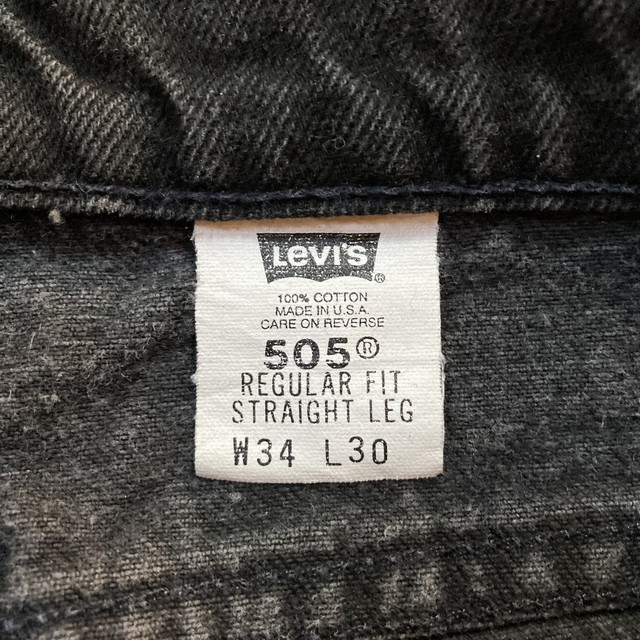 Levi's ®
100% COTTON
MADE IN U.S.A.
CARE ON REVERSE
505®
REGULAR FIT
STRAIGHT LEG
W34 L30